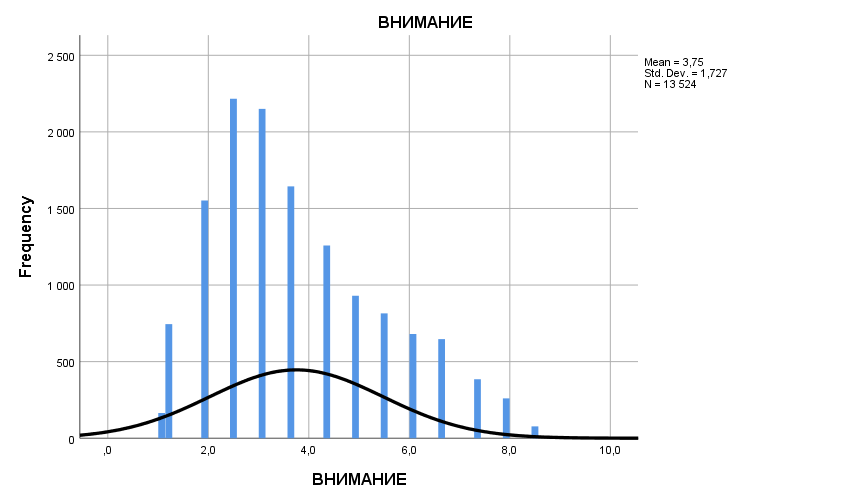 ВНИМАНИЕ
Mean = 3,75
Std. Dev. = 1,727
N = 13 524
2 500
2 000
1 500
1 000
500
0
Frequency
,0
2,0
4,0
6,0
8,0
10,0
ВНИМАНИЕ